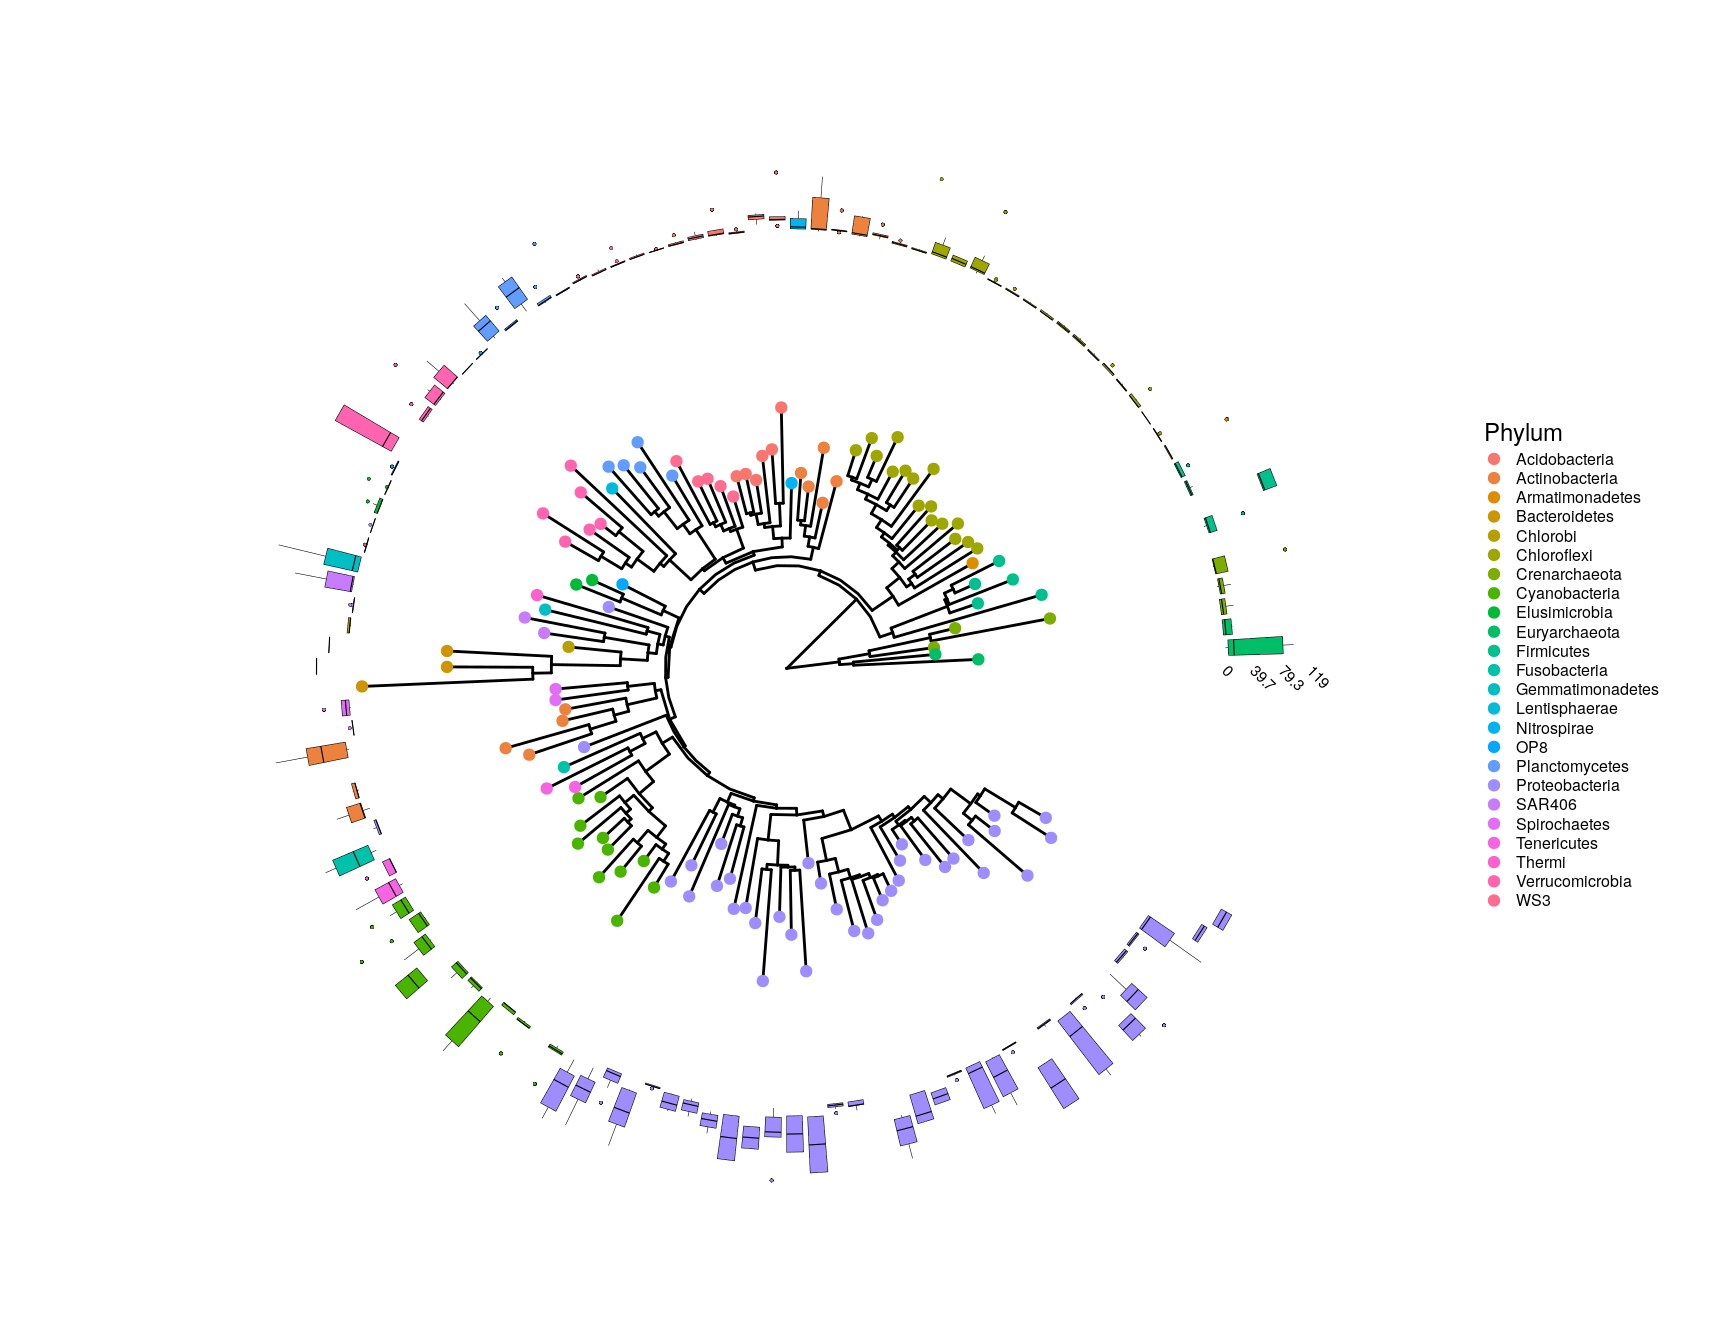 Phylum
Acidobacteria
Actinobacteria
Armatimonadetes
Bacteroidetes
Chlorobi
Chloroflexi
Crenarchaeota
Cyanobacteria
Elusimicrobia
Euryarchaeota
Firmicutes
Fusobacteria
Gemmatimonadetes
Lentisphaerae
Nitrospirae
OP8
Planctomycetes
Proteobacteria
SAR406
Spirochaetes
Tenericutes
Thermi
Verrucomicrobia
WS3
0
39.7
79.3
119